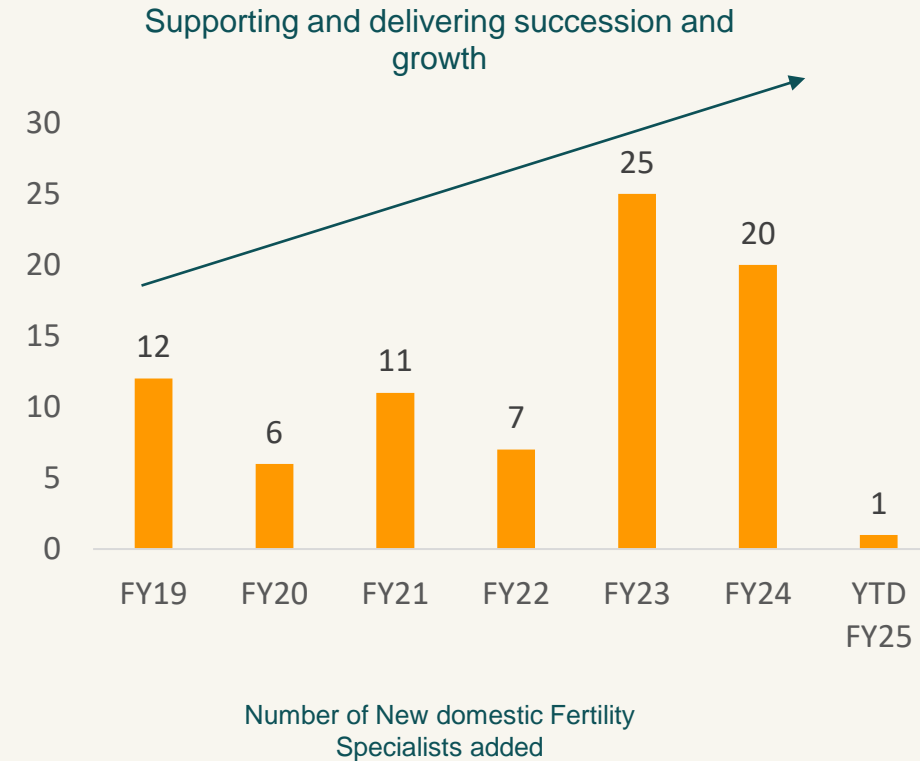 Supporting and delivering succession and
growth
30
25
20
15
10
5
0
12
6
11
7
25
20
1
FY19
FY20
FY21
FY22
FY23
FY24
YTD
FY25
Number of New domestic Fertility
Specialists added